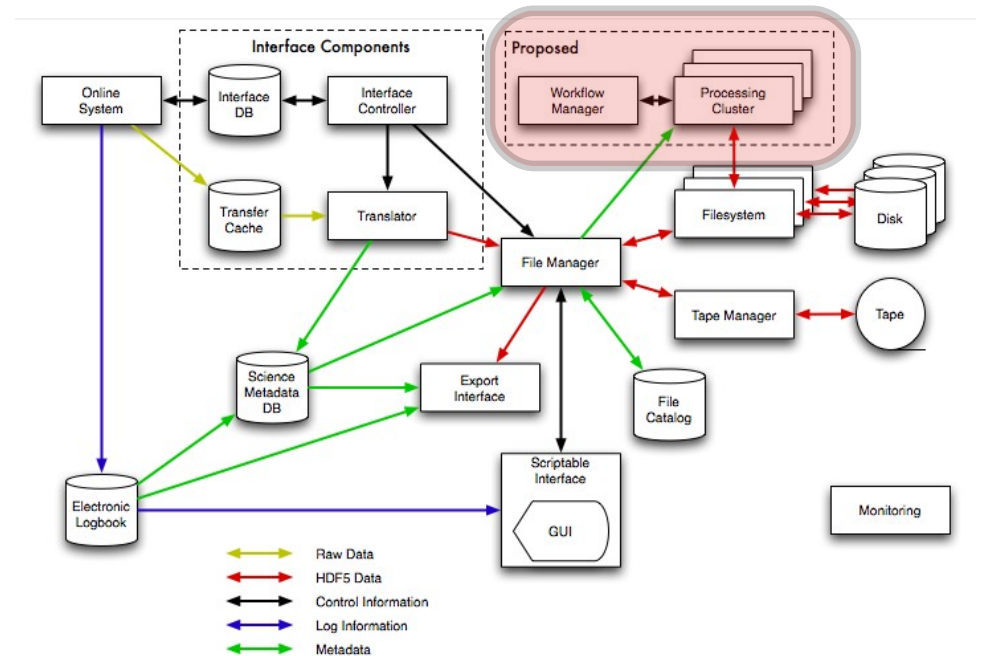 Interface Components
Proposed
Online
System
Interface
DB
Interface
Controller
Workflow
Manager
Processing
Cluster
Transfer
Cache
Translator
Filesystem
Disk
File Manager
Tape Manager
Tape
Science
Metadata
DB
Export
Interface
File
Catalog
Scriptable
Interface
GUI
Electronic
Logbook
Monitoring
Raw Data
HDF5 Data
Control Information
Log Information
Metadata